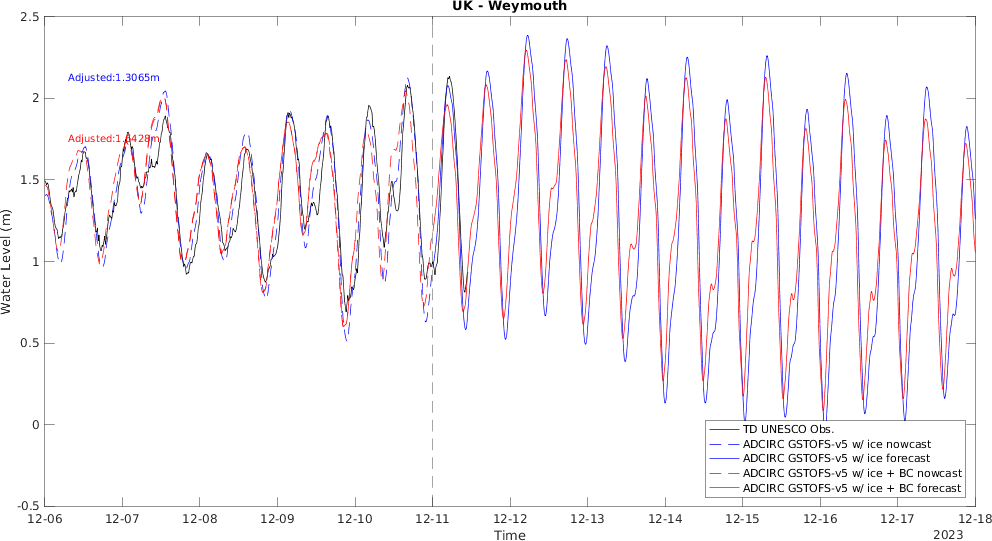 UK - Weymouth
Water Level (m)
2.5
2
1.5
1
0.5
0
-0.5
Adjusted:1.3065m
TD UNESCO Obs.
ADCIRC GSTOFS-v5 w/ ice nowcast
ADCIRC GSTOFS-v5 w/ ice forecast
ADCIRC GSTOFS-v5 w/ ice + BC nowcast
ADCIRC GSTOFS-v5 w/ ice + BC forecast
12-06 12-07 12-08 12-09 12-10 12-11 12-12 12-13 12-14 12-15 12-16 12-17 12-18
Time
2023